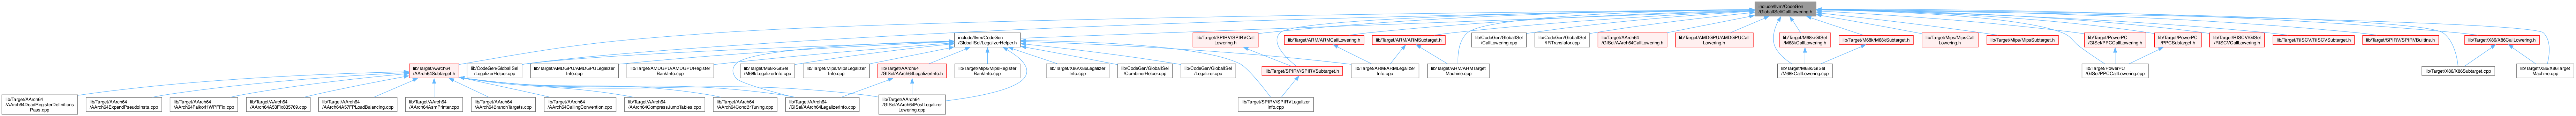 include/llvm/CodeGen
/GlobalISel/CallLowering.h
include/llvm/CodeGen
/GlobalISel/LegalizerHelper.h
lib/Target/SPIRV/SPIRVCall
Lowering.h
lib/Target/ARM/ARMCallLowering.h
lib/Target/ARM/ARMSubtarget.h
lib/CodeGen/GlobalISel
/CallLowering.cpp
lib/CodeGen/GlobalISel
/IRTranslator.cpp
lib/Target/AArch64
/GISel/AArch64CallLowering.h
lib/Target/AMDGPU/AMDGPUCall
Lowering.h
lib/Target/M68k/GISel
/M68kCallLowering.h
lib/Target/M68k/M68kSubtarget.h
lib/Target/Mips/MipsCall
Lowering.h
lib/Target/Mips/MipsSubtarget.h
lib/Target/PowerPC
/GISel/PPCCallLowering.h
lib/Target/PowerPC
/PPCSubtarget.h
lib/Target/RISCV/GISel
/RISCVCallLowering.h
lib/Target/RISCV/RISCVSubtarget.h
lib/Target/SPIRV/SPIRVBuiltins.h
lib/Target/X86/X86CallLowering.h
lib/Target/AArch64
/AArch64Subtarget.h
lib/CodeGen/GlobalISel
/LegalizerHelper.cpp
lib/Target/AMDGPU/AMDGPULegalizer
Info.cpp
lib/Target/AMDGPU/AMDGPURegister
BankInfo.cpp
lib/Target/M68k/GISel
/M68kLegalizerInfo.cpp
lib/Target/Mips/MipsLegalizer
Info.cpp
lib/Target/AArch64
/GISel/AArch64LegalizerInfo.h
lib/Target/Mips/MipsRegister
BankInfo.cpp
lib/Target/X86/X86Legalizer
Info.cpp
lib/CodeGen/GlobalISel
/CombinerHelper.cpp
lib/CodeGen/GlobalISel
/Legalizer.cpp
lib/Target/SPIRV/SPIRVSubtarget.h
lib/Target/ARM/ARMLegalizer
Info.cpp
lib/Target/ARM/ARMTarget
Machine.cpp
lib/Target/M68k/GISel
/M68kCallLowering.cpp
lib/Target/PowerPC
/GISel/PPCCallLowering.cpp
lib/Target/X86/X86Subtarget.cpp
lib/Target/X86/X86Target
Machine.cpp
lib/Target/AArch64
/AArch64DeadRegisterDefinitions
Pass.cpp
lib/Target/AArch64
/AArch64ExpandPseudoInsts.cpp
lib/Target/AArch64
/AArch64FalkorHWPFFix.cpp
lib/Target/AArch64
/AArch64A53Fix835769.cpp
lib/Target/AArch64
/AArch64A57FPLoadBalancing.cpp
lib/Target/AArch64
/AArch64AsmPrinter.cpp
lib/Target/AArch64
/AArch64BranchTargets.cpp
lib/Target/AArch64
/AArch64CallingConvention.cpp
lib/Target/AArch64
/AArch64CompressJumpTables.cpp
lib/Target/AArch64
/AArch64CondBrTuning.cpp
lib/Target/AArch64
/GISel/AArch64LegalizerInfo.cpp
lib/Target/AArch64
/GISel/AArch64PostLegalizer
Lowering.cpp
lib/Target/SPIRV/SPIRVLegalizer
Info.cpp